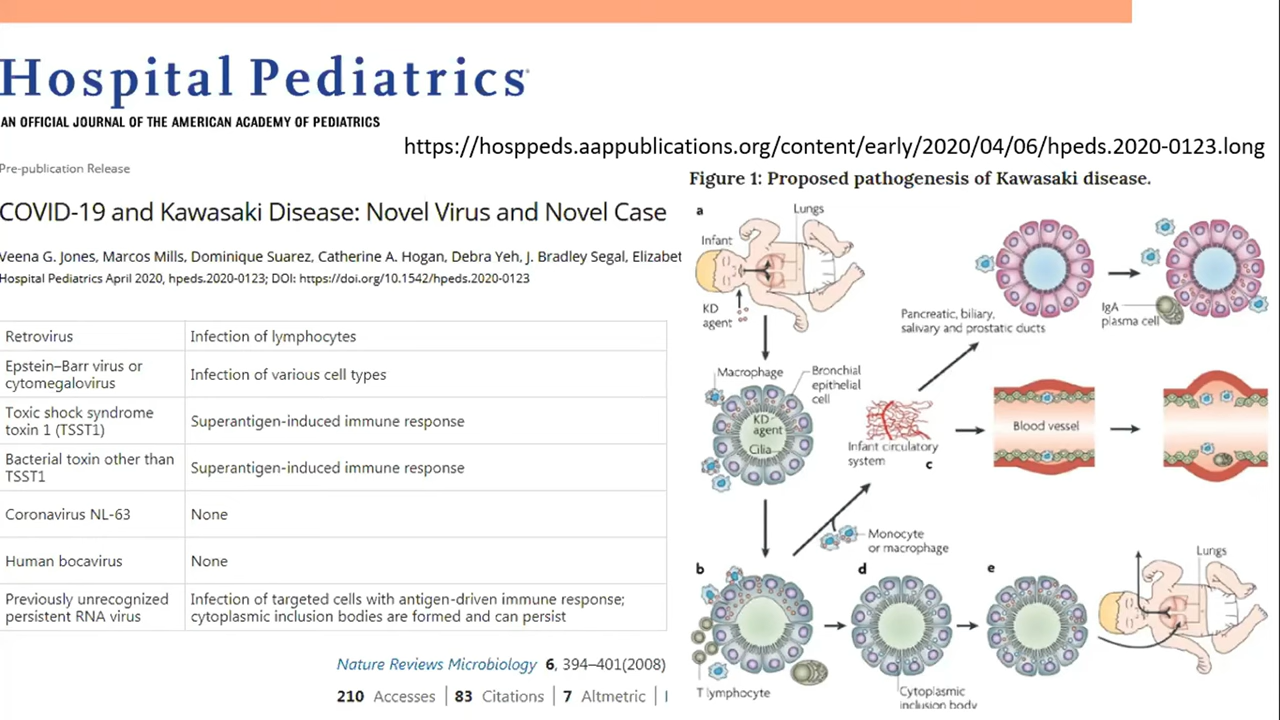 Hospital Pediatrics
AN OFFICIAL JOURNAL OF THE AMERICAN ACADEMY OF PEDIATRICS
https://hosppeds.aappublications.org/content/early/2020/04/06/hpeds.2020-0123.long
Pre-publication Release
COVID-19 and Kawasaki Disease: Novel Virus and Novel Case
Veena G. Jones, Marcos Mills, Dominique Suarez, Catherine A. Hogan, Debra Yeh, J. Bradley Segal, Elizabet
Hospital Pediatrics April 2020, hpeds.2020-0123; DOI: https://doi.org/10.1542/hpeds.2020-0123
Retrovirus
Infection of lymphocytes
Epstein–Barr virus or
cytomegalovirus
Infection of various cell types
Toxic shock syndrome
toxin 1 (TSST1)
Superantigen-induced immune response
Bacterial toxin other than
TSST1
Superantigen-induced immune response
Coronavirus NL-63
None
Human bocavirus
None
Previously unrecognized
persistent RNA virus
Infection of targeted cells with antigen-driven immune response;
cytoplasmic inclusion bodies are formed and can persist
Nature Reviews Microbiology 6, 394–401(2008)
210 Accesses | 83 Citations | 7 Altmetric |
Figure 1: Proposed pathogenesis of Kawasaki disease.
a
Lungs
Infant
KD
agent
Pancreatic, biliary,
salivary and prostatic ducts
IgA
plasma cell
Macrophage
Bronchial
epithelial
cell
KD
agent
Cilia
Infant circulatory
system
c
Blood vessel
Monocyte
or macrophage
b
T lymphocyte
d
Cytoplasmic
inclusion body
e
Lungs